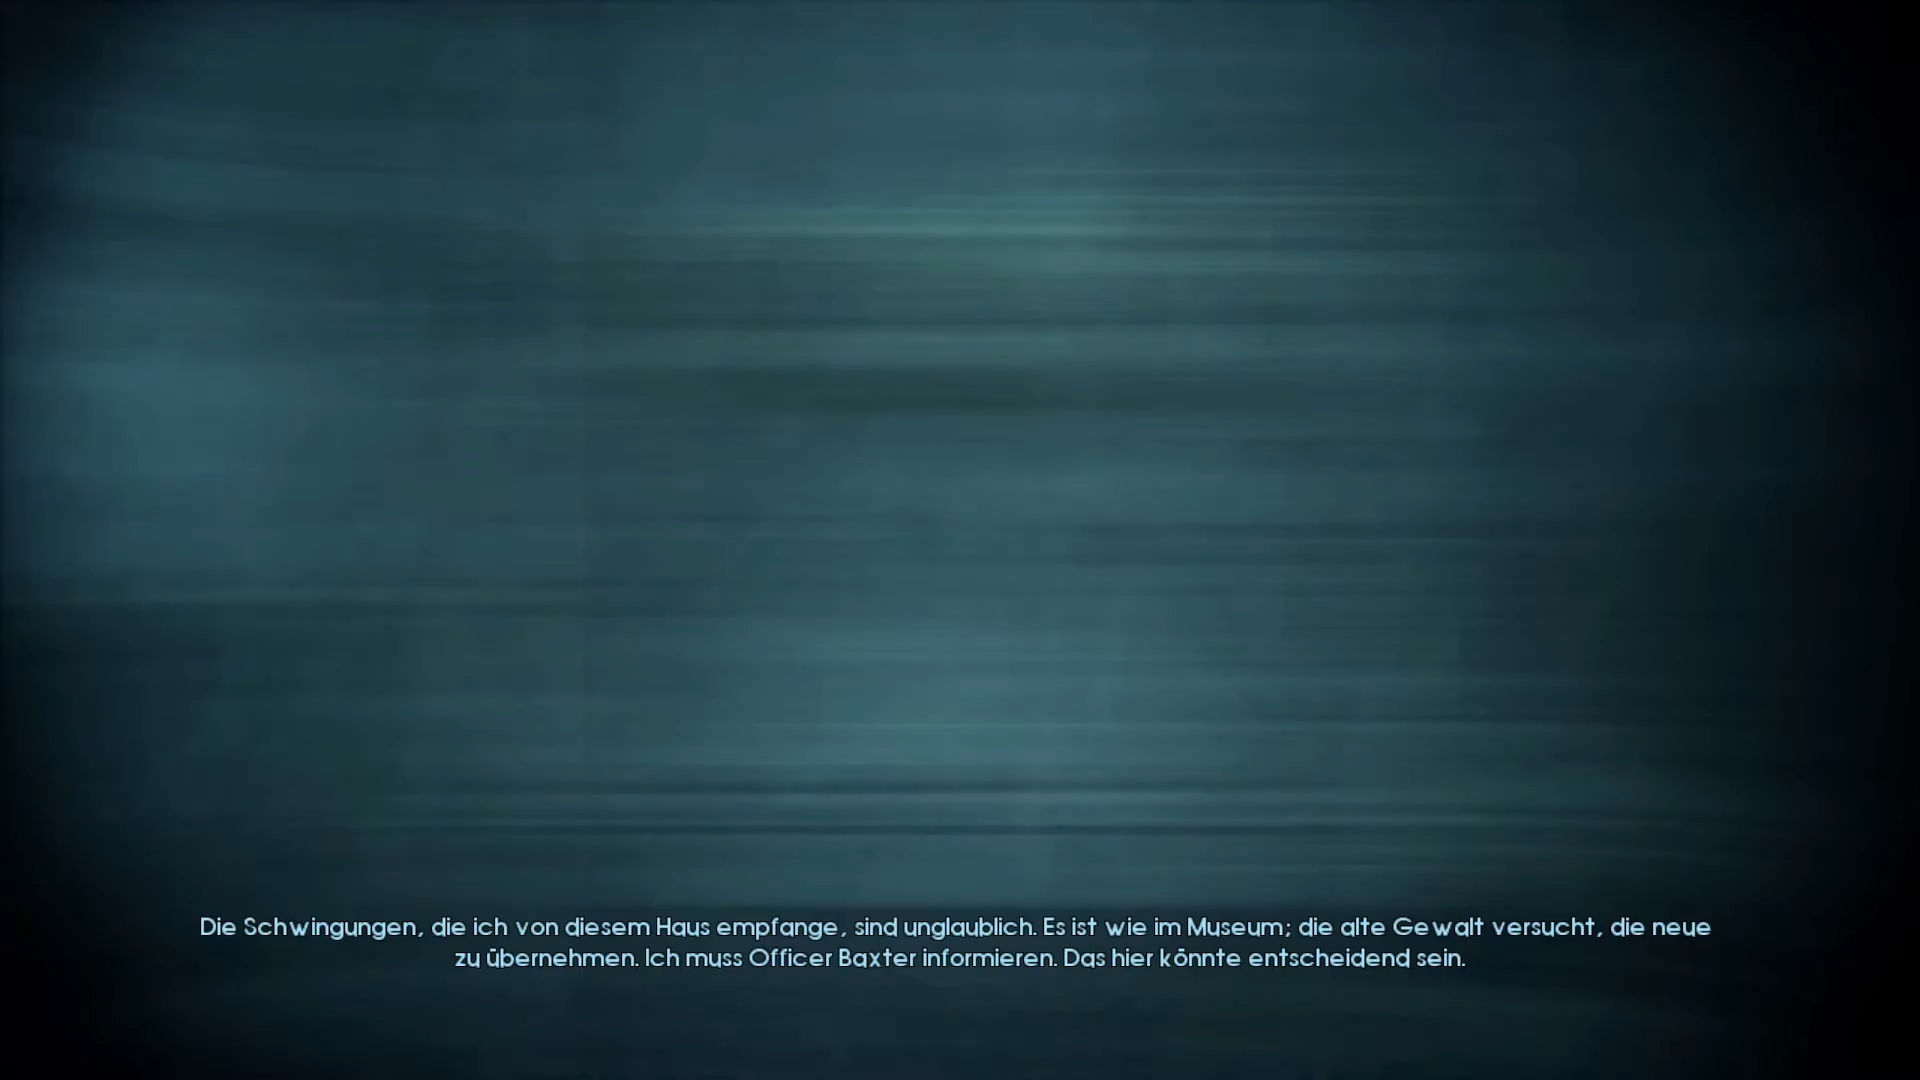 Die Schwingungen, die ich von diesem Haus empfange, sind unglaublich. Es ist wie im Museum; die alte Gewalt versucht, die neue
zu übernehmen. Ich muss Officer Baxter informieren. Das hier könnte entscheidend sein.